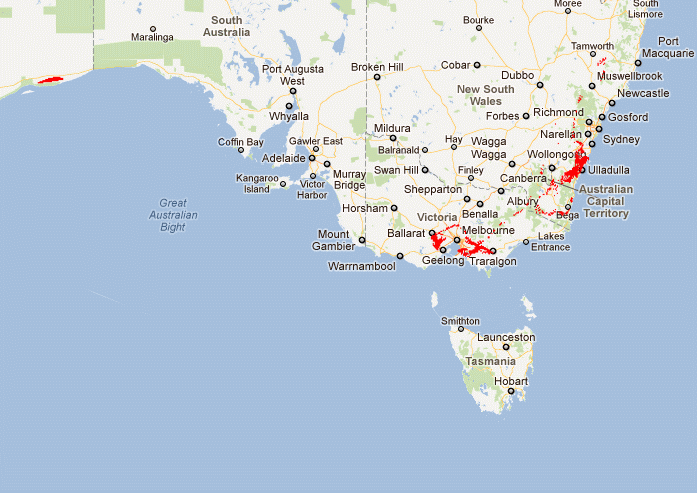 Moree
South
Lismore
Bourke
South
Australia
Maralinga
Port
Macquarie
Tamworth
Port Augusta
West
Broken Hill
Cobar
Dubbo
Muswellbrook
New South
Wales
Newcastle
Whyalla
Forbes
Richmond
Gosford
Coffin Bay
Gawler East
Mildura
Hay
Narellan
Sydney
Adelaide
Balranald
Wagga
Wagga
Wollongong
Kangaroo
Island
Victor
Harbor
Murray
Bridge
Swan Hill
Finley
Canberra
Ulladulla
Great
Australian
Bight
Horsham
Shepparton
Benalla
Albury
Australian
Capital
Territory
Victoria
Bega
Mount
Gambier
Ballarat
Melbourne
Lakes
Entrance
Warrnambool
Geelong
Traralgon
Smithton
Launceston
Tasmania
Hobart